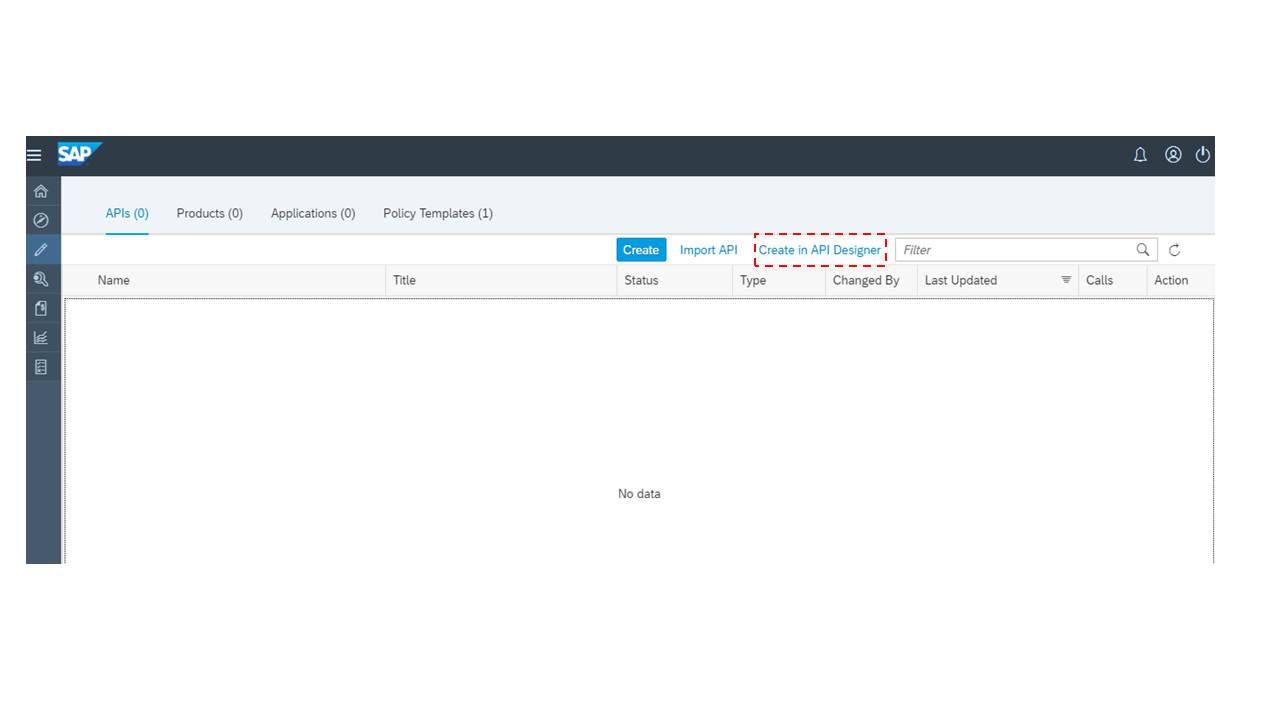 SAP
APIs (0) Products (0) Applications (0) Policy Templates (1)
Create Import API Create in API Designer Filter
Name Title Status Type Changed By Last Updated Calls Action
No data